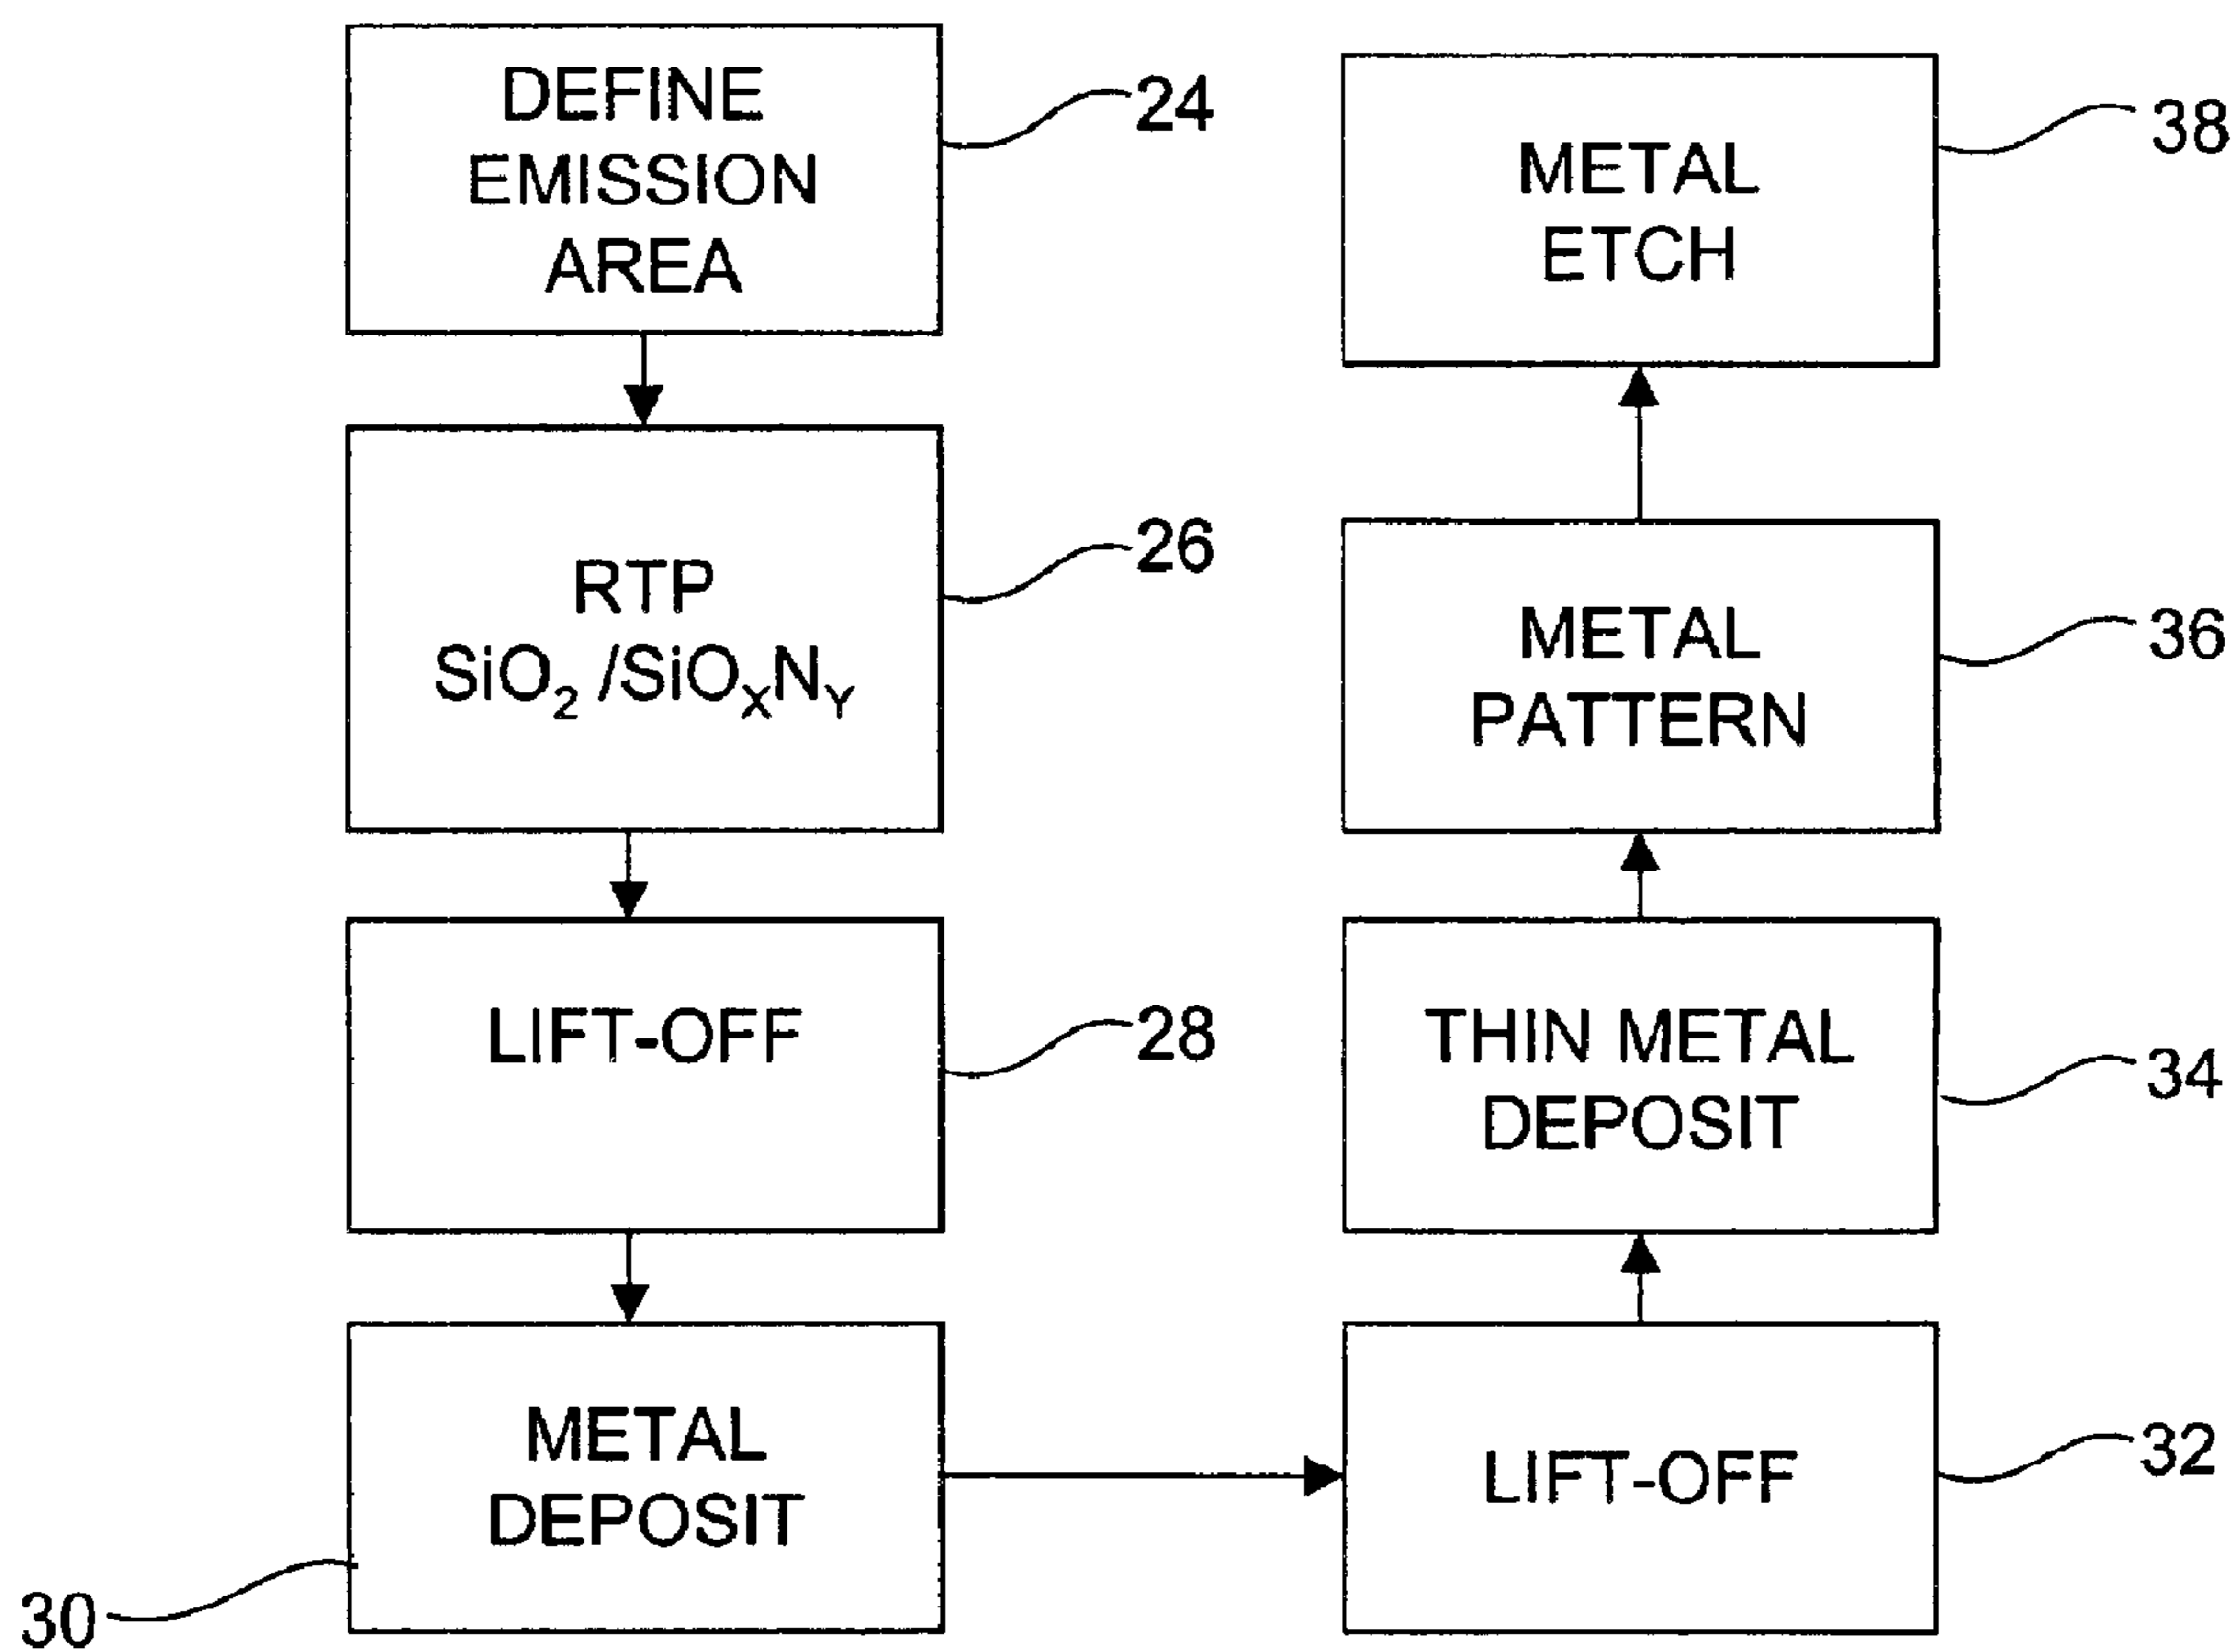 DEFINE
EMISSION
AREA
24
RTP
SiO₂ /SiOₓNᵧ
26
LIFT-OFF
28
METAL
DEPOSIT
30
LIFT-OFF
32
THIN METAL
DEPOSIT
34
METAL
PATTERN
36
METAL
ETCH
38